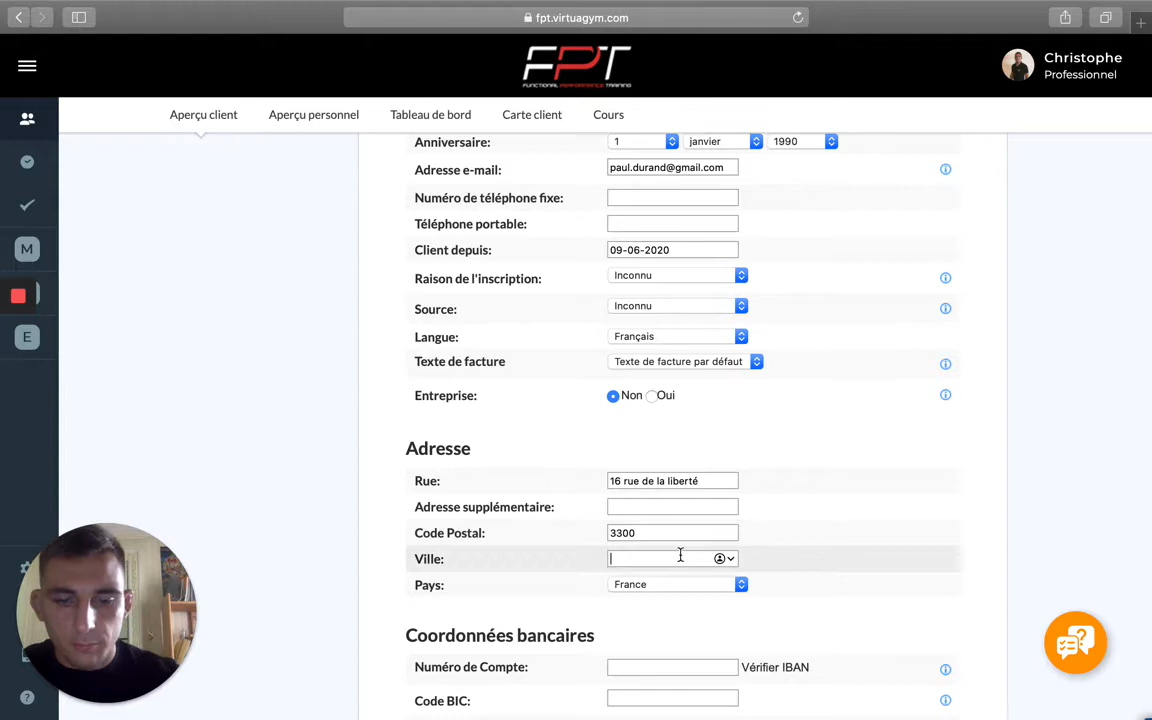 fpt.virtuagym.com
FPT
FUNCTIONAL PERFORMANCE TRAINING
Christophe
Professionnel
Aperçu client
Aperçu personnel
Tableau de bord
Carte client
Cours
M
E
Anniversaire: 1 janvier 1990
Adresse e-mail: paul.durand@gmail.com
Numéro de téléphone fixe:
Téléphone portable:
Client depuis: 09-06-2020
Raison de l'inscription: Inconnu
Source: Inconnu
Langue: Français
Texte de facture Texte de facture par défaut
Entreprise: Non Oui
Adresse
Rue: 16 rue de la liberté
Adresse supplémentaire:
Code Postal: 3300
Ville:
Pays: France
Coordonnées bancaires
Numéro de Compte: Vérifier IBAN
Code BIC: